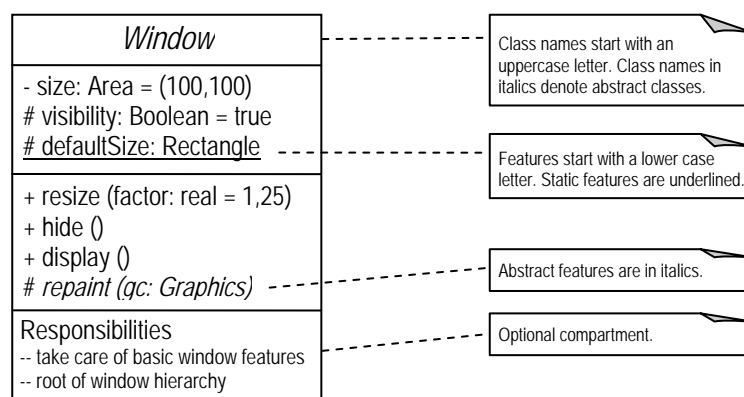 Window
- size: Area = (100,100)
# visibility: Boolean = true
# defaultSize: Rectangle
+ resize (factor: real = 1,25)
+ hide ()
+ display ()
# repaint (gc: Graphics)
Responsibilities
-- take care of basic window features
-- root of window hierarchy
Class names start with an
uppercase letter. Class names in
italics denote abstract classes.
Features start with a lower case
letter. Static features are underlined.
Abstract features are in italics.
Optional compartment.